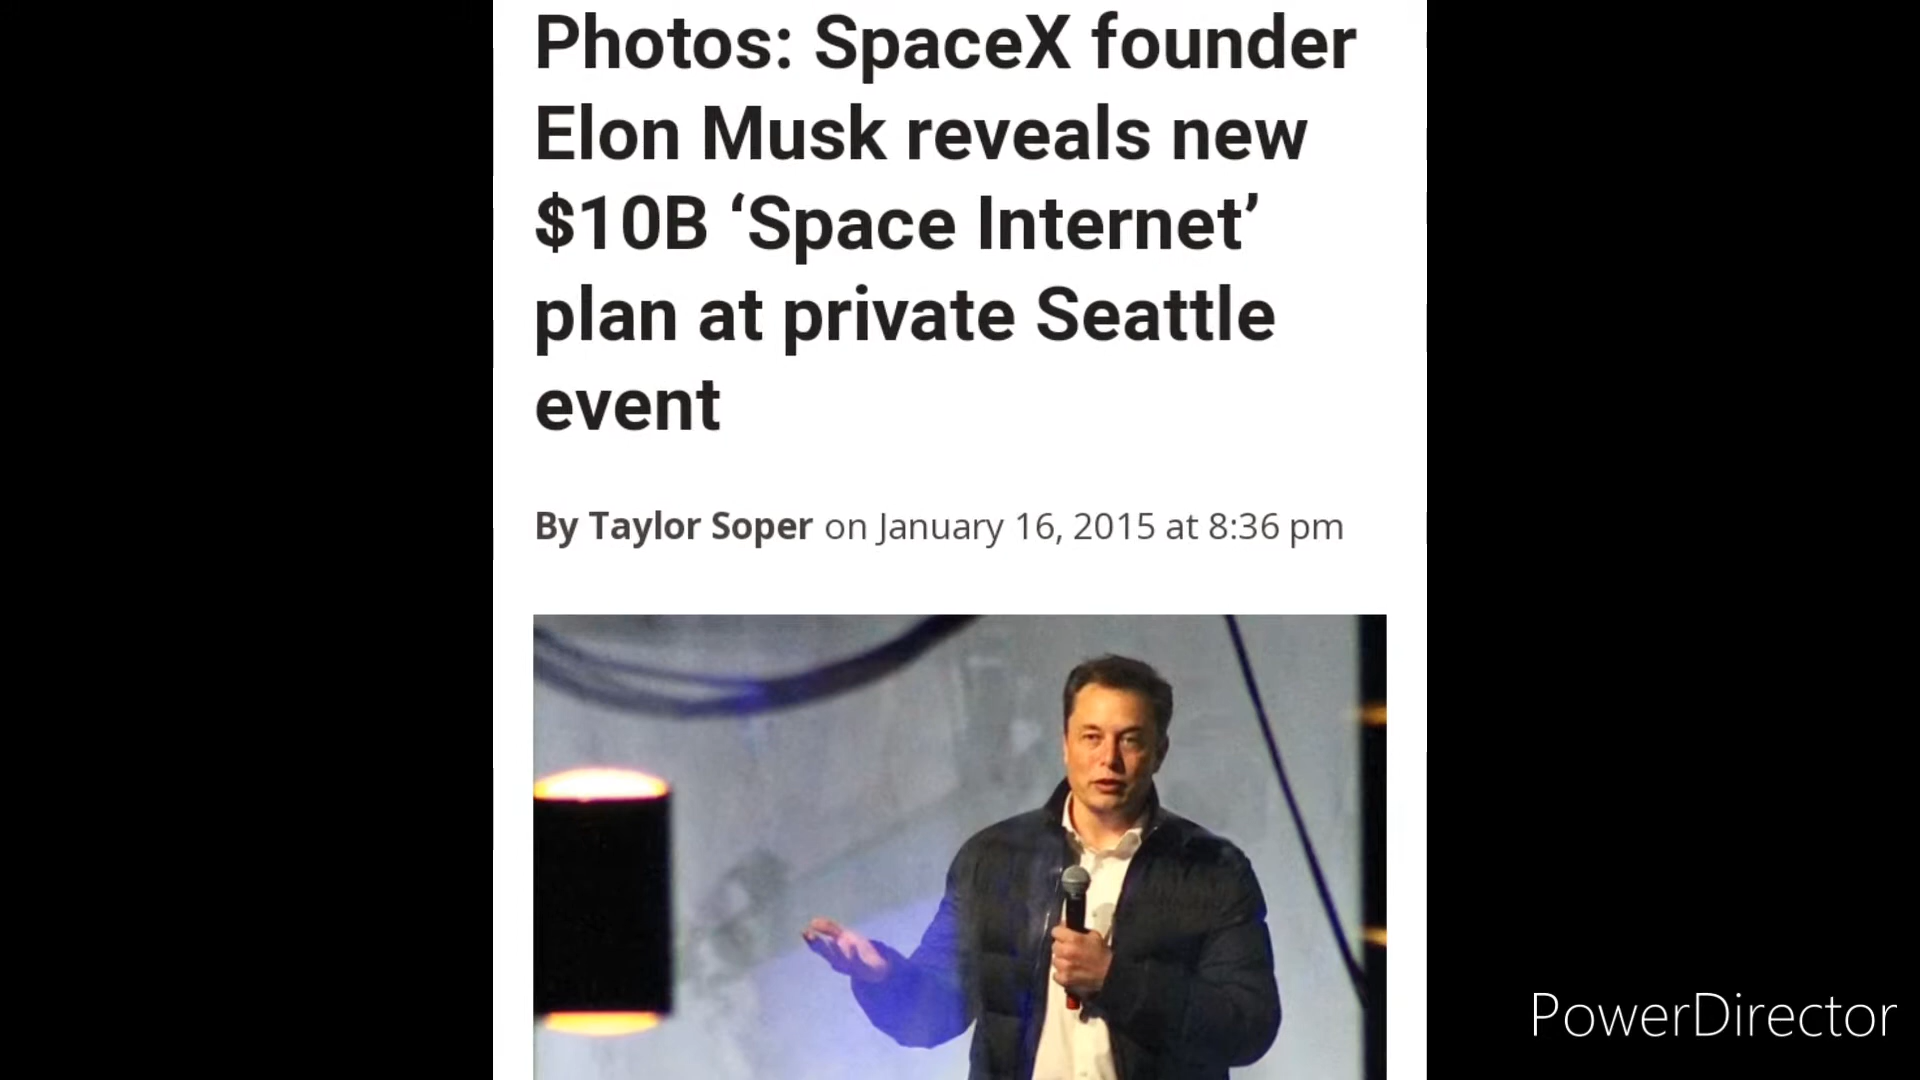 Photos: SpaceX founder
Elon Musk reveals new
$10B ‘Space Internet’
plan at private Seattle
event
By Taylor Soper on January 16, 2015 at 8:36 pm
PowerDirector